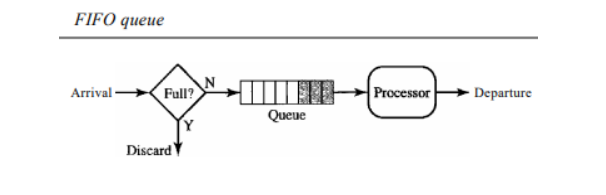 FIFO queue
Arrival
Full?
N
Y
Discard
Queue
Processor
Departure